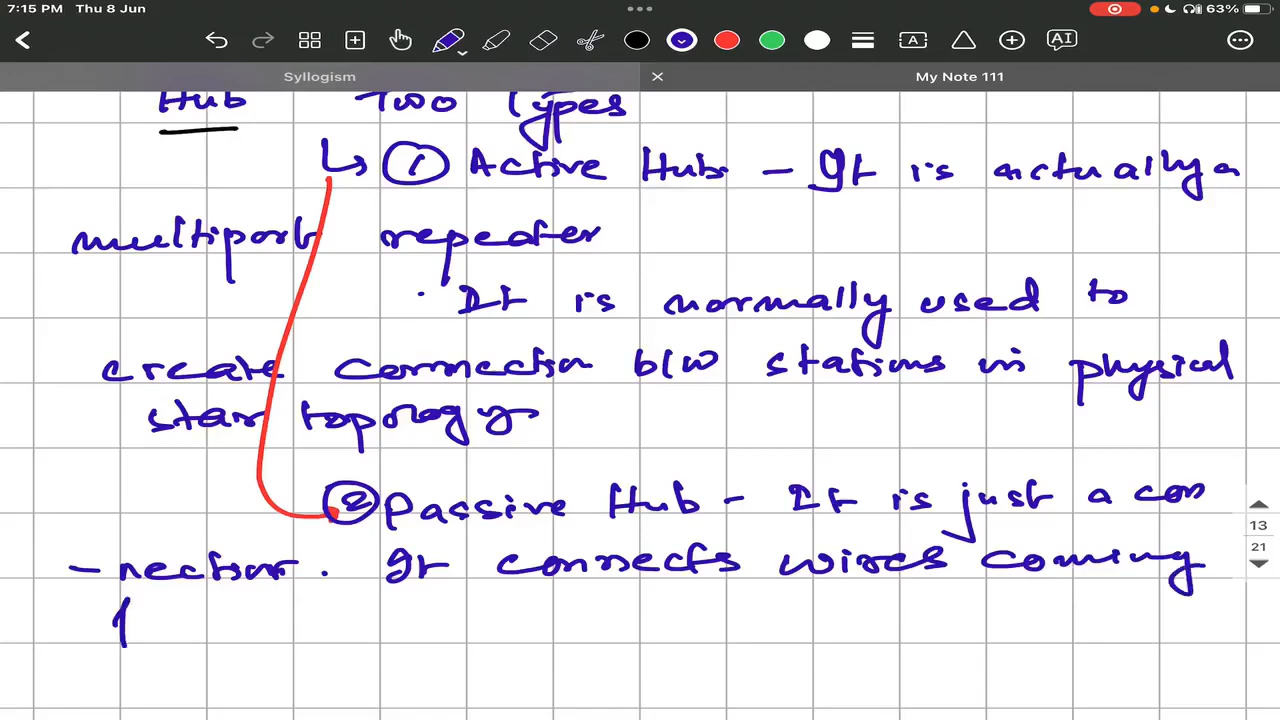 7:15 PM Thu 8 Jun 63%
A AI
Syllogism My Note 111
Hub Two Types
① Active Hub - It is actually a
multiport repeater
It is normally used to
create connection b/w stations in physical
star topology
② Passive Hub - It is just a con
- nection. It connects wires coming
13
21